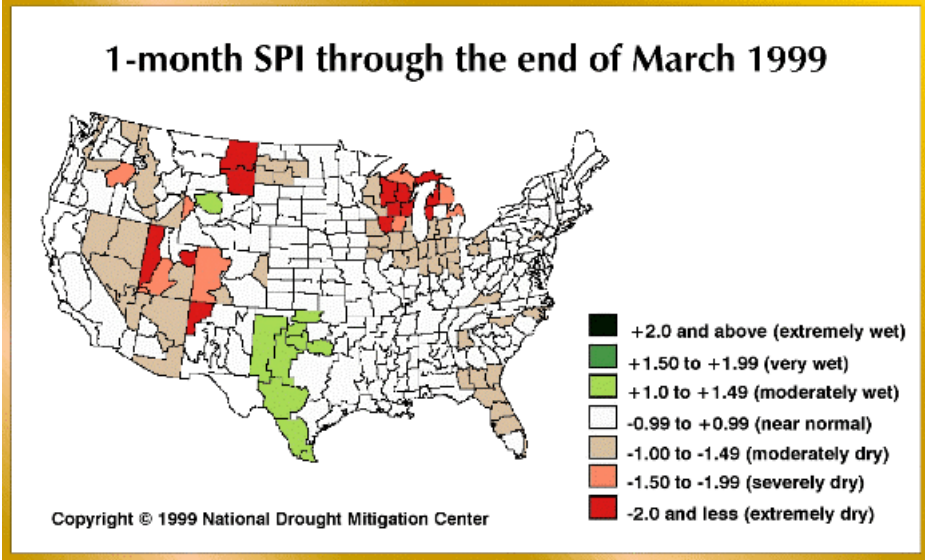 1-month SPI through the end of March 1999
+2.0 and above (extremely wet)
+1.50 to +1.99 (very wet)
+1.0 to +1.49 (moderately wet)
-0.99 to +0.99 (near normal)
-1.00 to -1.49 (moderately dry)
-1.50 to -1.99 (severely dry)
-2.0 and less (extremely dry)
Copyright © 1999 National Drought Mitigation Center